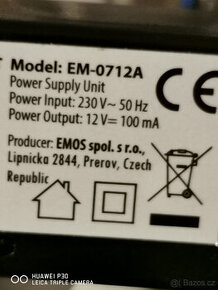 Model: EM-0712A
Power Supply Unit
Power Input: 230 V~ 50 Hz
Power Output: 12 V= 100 mA
CE
Producer: EMOS spol. s r.o.,
Lipnicka 2844, Prerov, Czech
Republic
HUAWEI P30
LEICA TRIPLE CAMERA
Bazos.cz